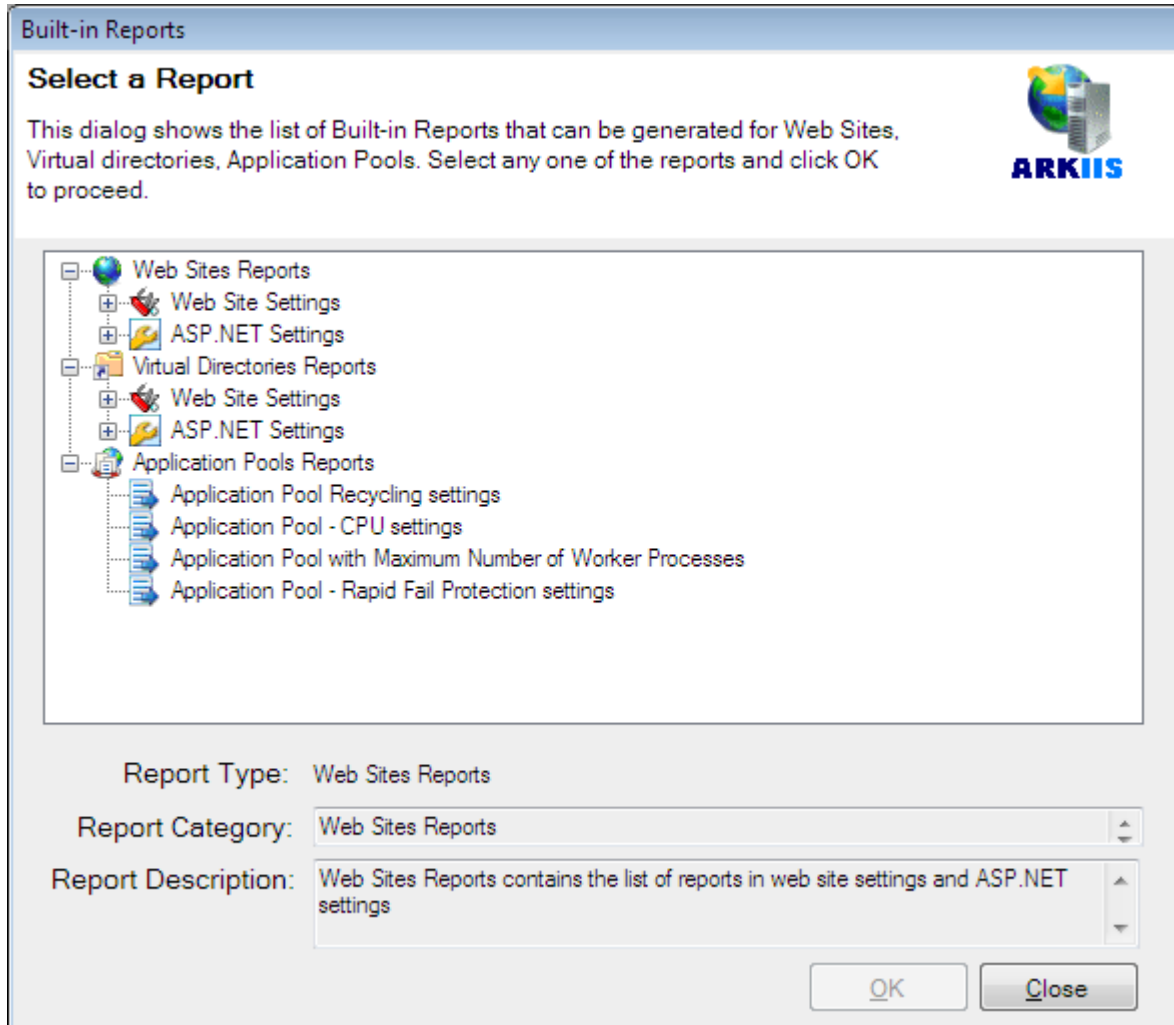 Built-in Reports
Select a Report
This dialog shows the list of Built-in Reports that can be generated for Web Sites,
Virtual directories, Application Pools. Select any one of the reports and click OK
to proceed.
ARKIIS
Web Sites Reports
Web Site Settings
ASP.NET Settings
Virtual Directories Reports
Web Site Settings
ASP.NET Settings
Application Pools Reports
Application Pool Recycling settings
Application Pool - CPU settings
Application Pool with Maximum Number of Worker Processes
Application Pool - Rapid Fail Protection settings
Report Type: Web Sites Reports
Report Category: Web Sites Reports
Report Description: Web Sites Reports contains the list of reports in web site settings and ASP.NET
settings
OK Close